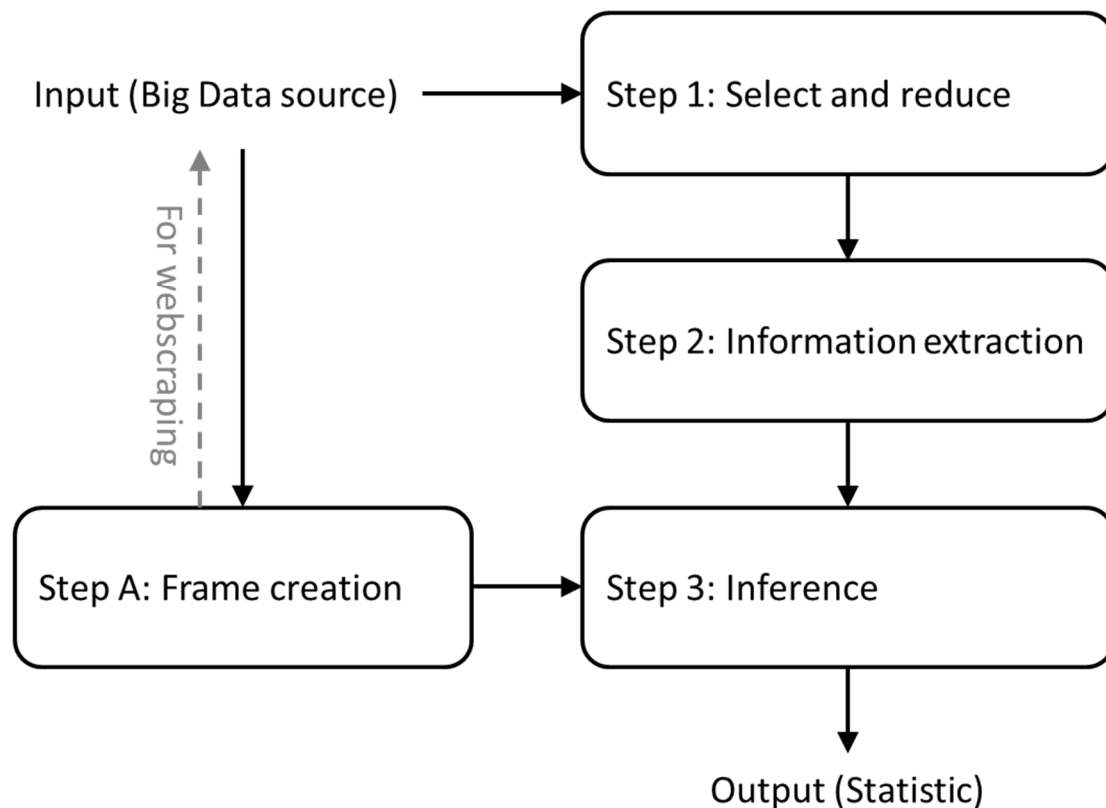 Input (Big Data source)
Step 1: Select and reduce
For webscraping
Step 2: Information extraction
Step A: Frame creation
Step 3: Inference
Output (Statistic)